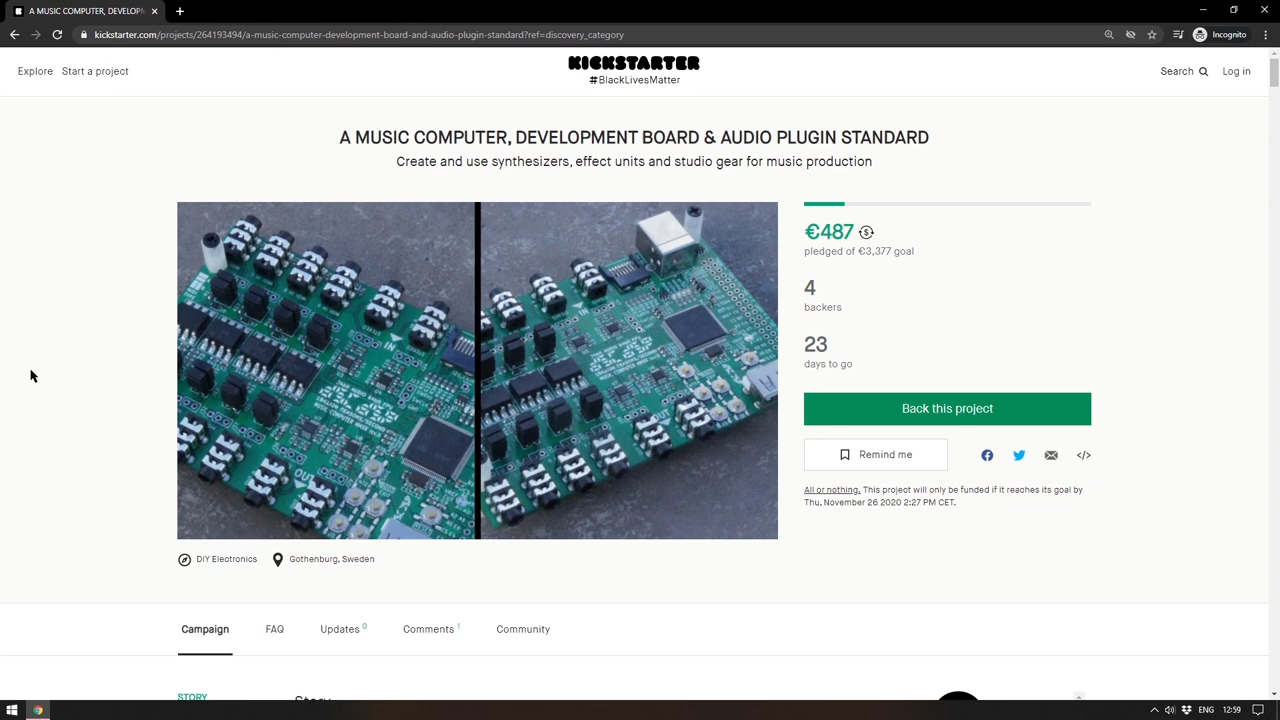 A MUSIC COMPUTER, DEVELOPM
kickstarter.com/projects/264193494/a-music-computer-development-board-and-audio-plugin-standard?ref=discovery_category
Incognito
Explore Start a project
KICKSTARTER
#BlackLivesMatter
Search Log in
A MUSIC COMPUTER, DEVELOPMENT BOARD & AUDIO PLUGIN STANDARD
Create and use synthesizers, effect units and studio gear for music production
IN
OUT
OUT
€487
pledged of €3,377 goal
4
backers
23
days to go
Back this project
Remind me
All or nothing. This project will only be funded if it reaches its goal by
Thu, November 26 2020 2:27 PM CET.
DIY Electronics Gothenburg, Sweden
Campaign FAQ Updates 0 Comments 1 Community
STORY
Story
ENG 12:59